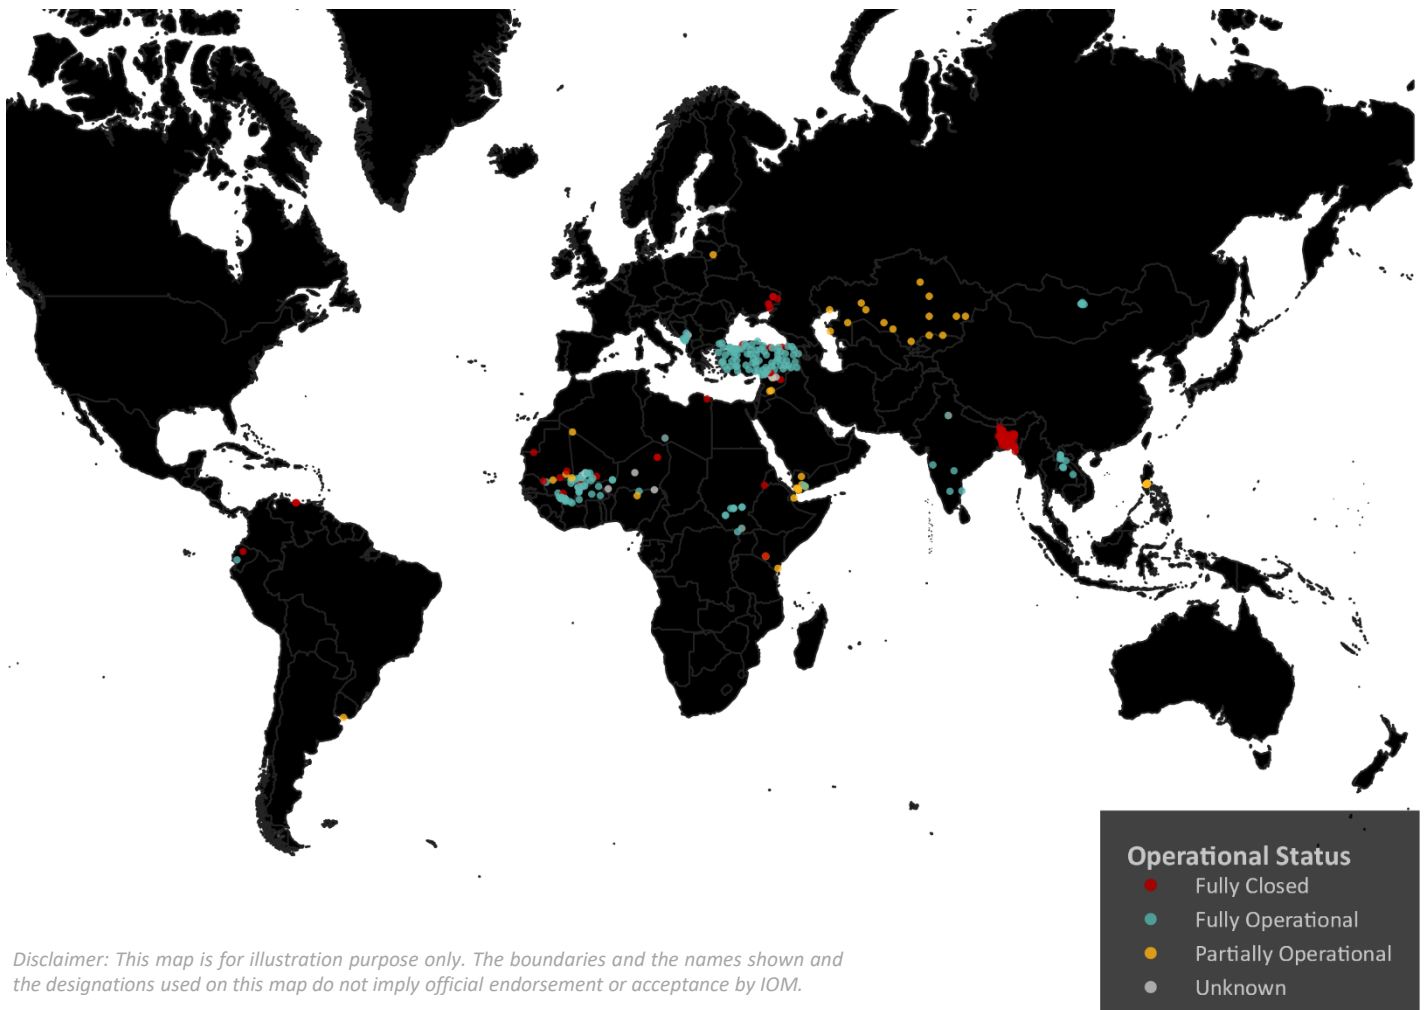 Operational Status
Fully Closed
Fully Operational
Partially Operational
Unknown
Disclaimer: This map is for illustration purpose only. The boundaries and the names shown and
the designations used on this map do not imply official endorsement or acceptance by IOM.